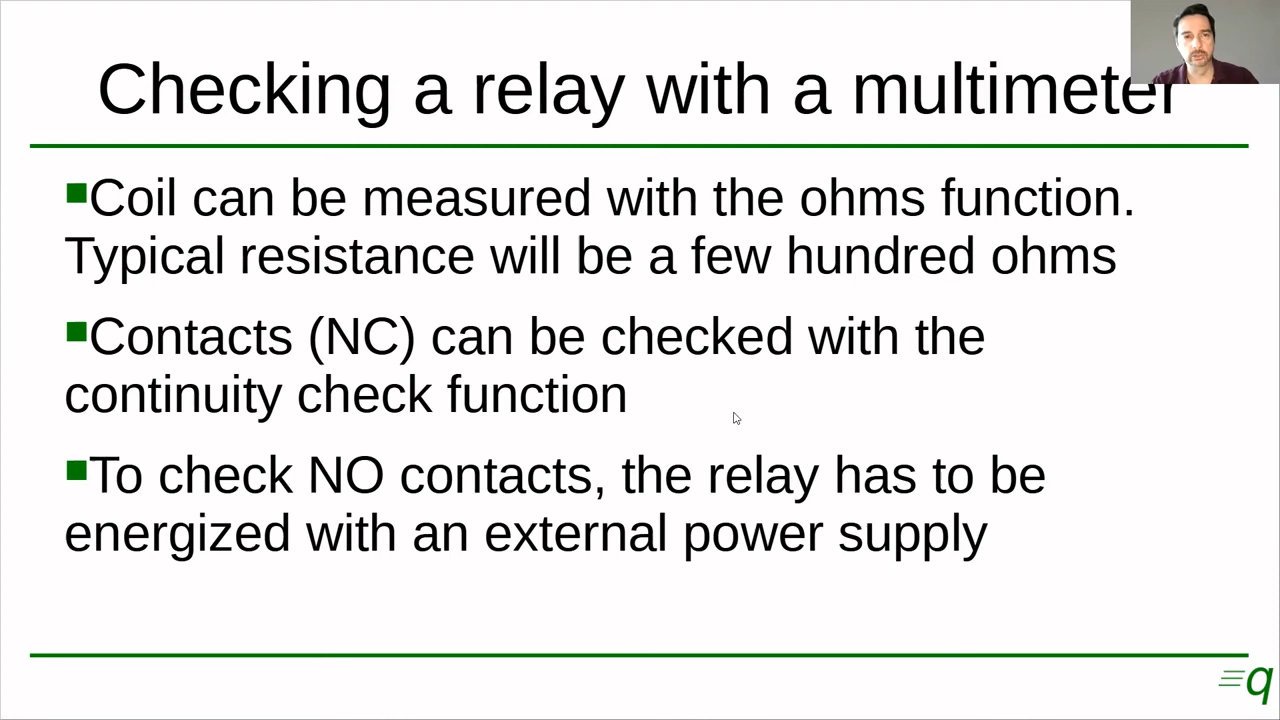 Checking a relay with a multimeter
Coil can be measured with the ohms function.
Typical resistance will be a few hundred ohms
Contacts (NC) can be checked with the
continuity check function
To check NO contacts, the relay has to be
energized with an external power supply
q